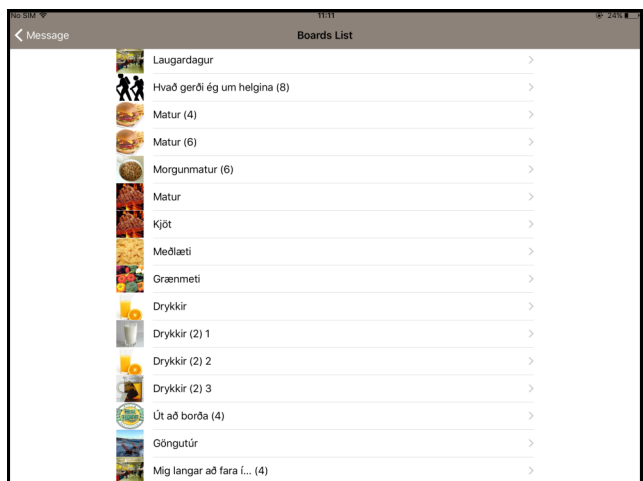 No SIM 11:11 24%
Message Boards List
Laugardagur
Hvað gerði ég um helgina (8)
Matur (4)
Matur (6)
Morgunmatur (6)
Matur
Kjöt
Meðlæti
Grænmeti
Drykkir
Drykkir (2) 1
Drykkir (2) 2
Drykkir (2) 3
Út að borða (4)
Göngutúr
Mig langar að fara í... (4)